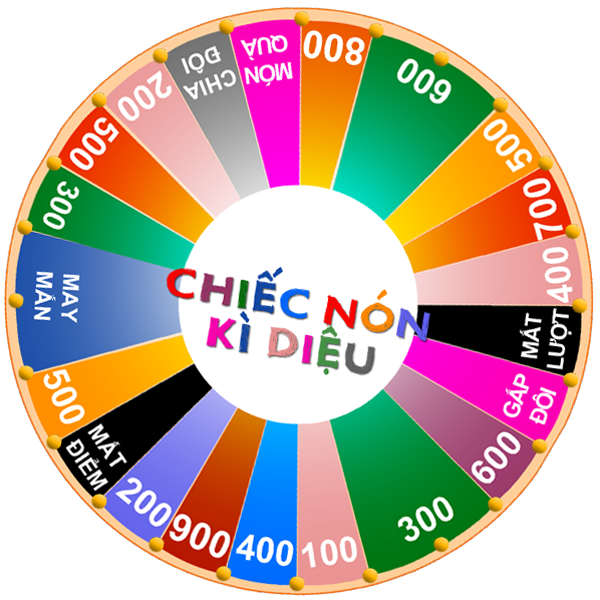 800
600
500
700
400
MẤT
LƯỢT
GẤP
ĐÔI
600
300
100
400
900
200
MẤT
ĐIỂM
500
MAY
MẮN
300
500
200
CHIA
ĐÔI
MÓN
QUÀ
CHIẾC NÓN
KÌ DIỆU